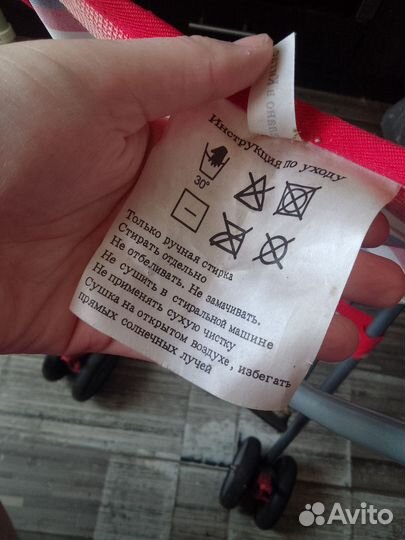 Инструкция по уходу
30°
Только ручная стирка
Стирать отдельно
Не отбеливать. Не замачивать.
Не сушить в стиральной машине
Не применять сухую чистку
Сушка на открытом воздухе, избегать
прямых солнечных лучей
Avito